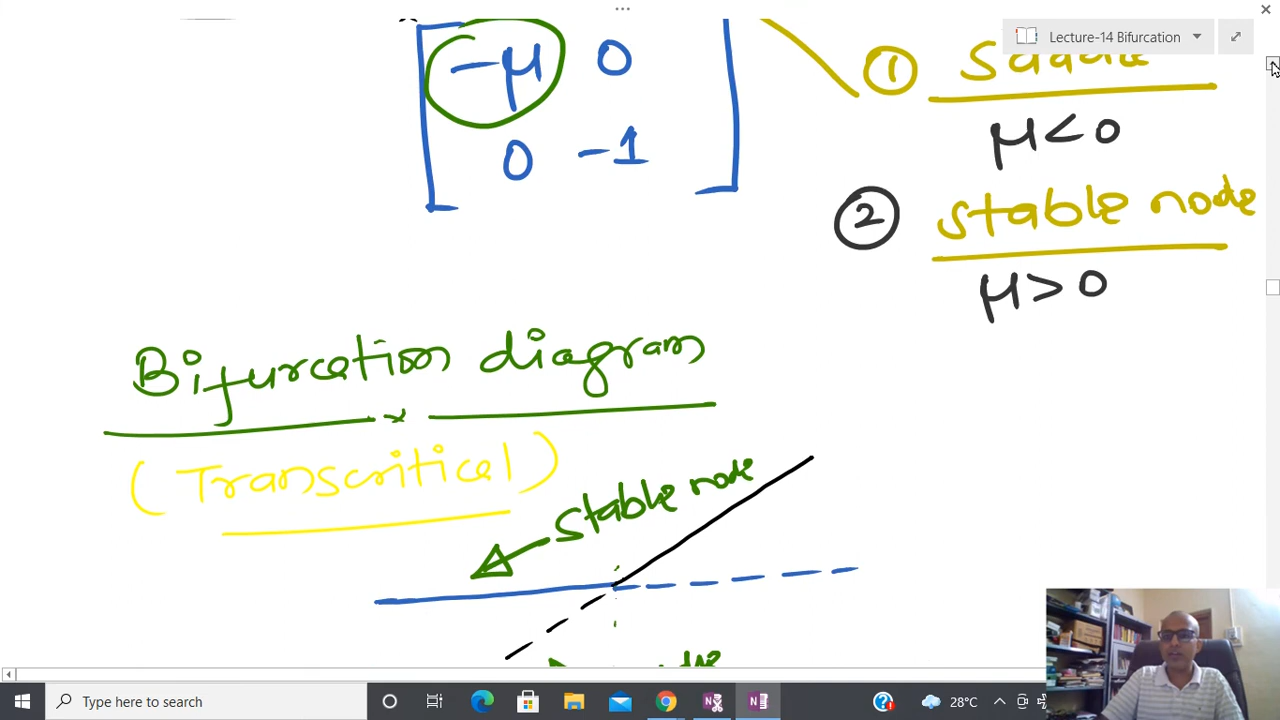 Lecture-14 Bifurcation
-μ 0
0 -1
① Saddle
μ<0
② stable node
μ>0
Bifurcation diagram
(Transcritical)
stable node
Type here to search
28°C